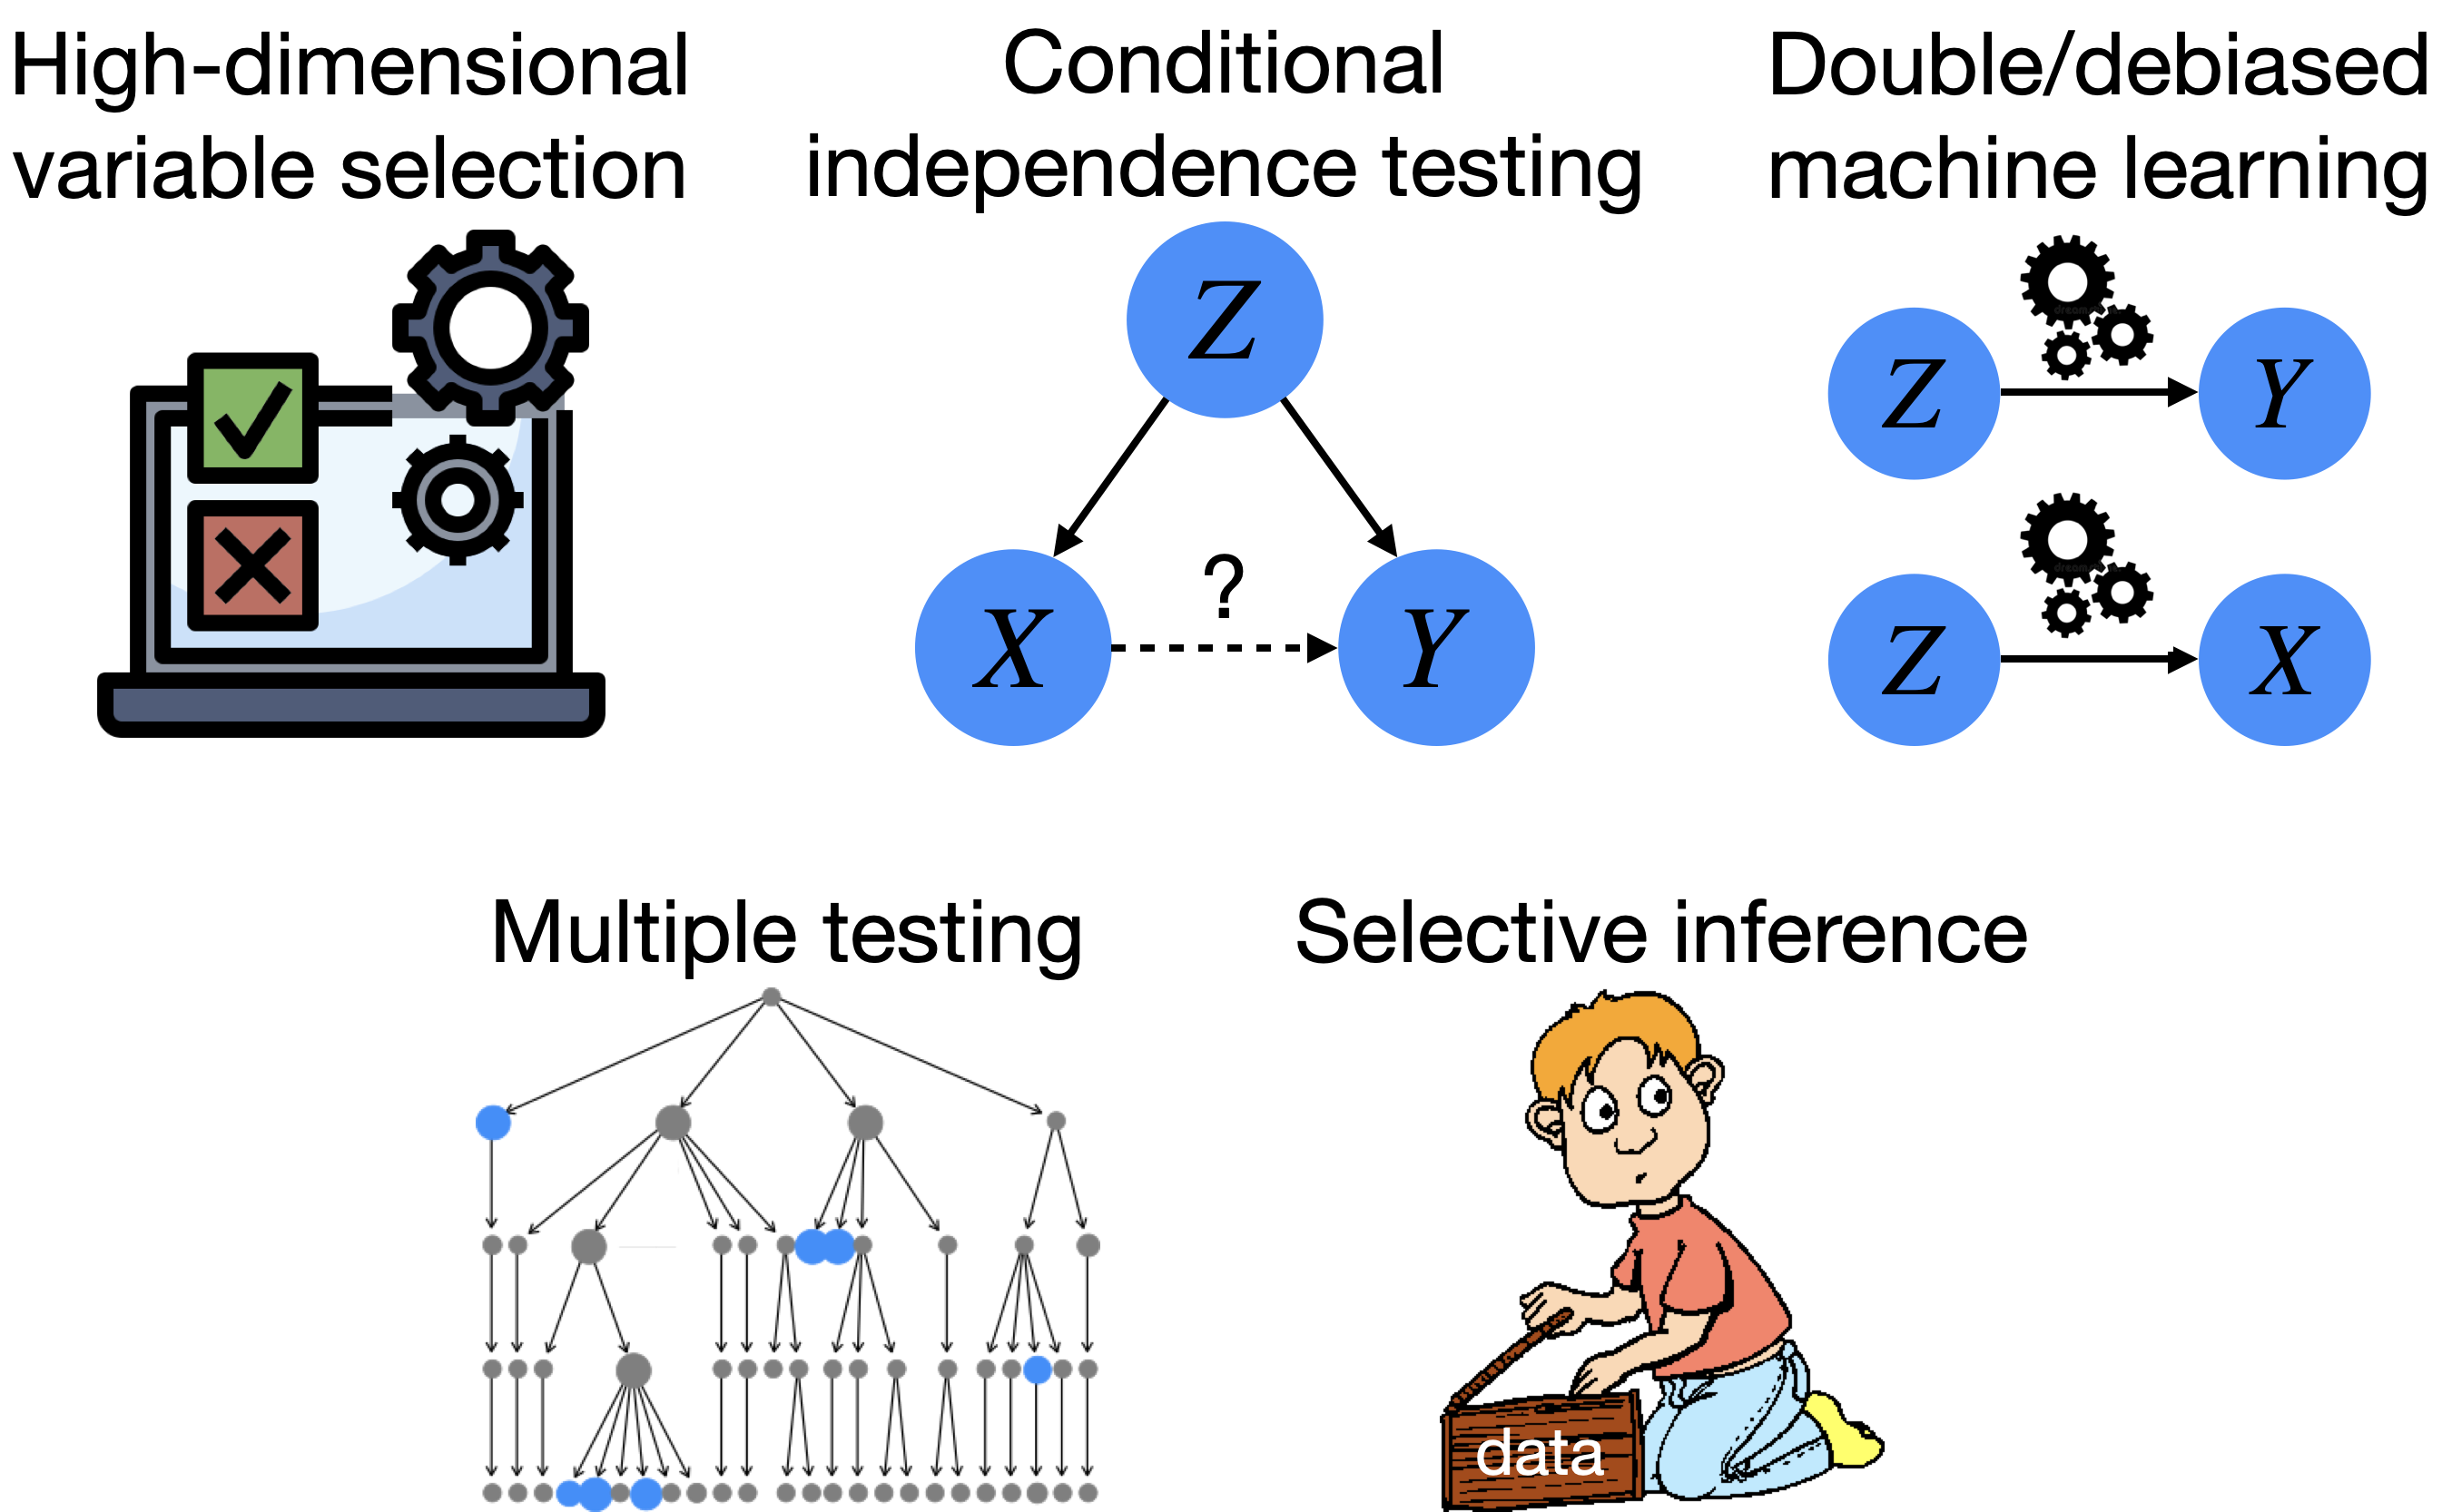 High-dimensional
variable selection
Conditional
independence testing
Double/debiased
machine learning
Z
X
?
Y
Z
Y
Z
X
Multiple testing
Selective inference
data